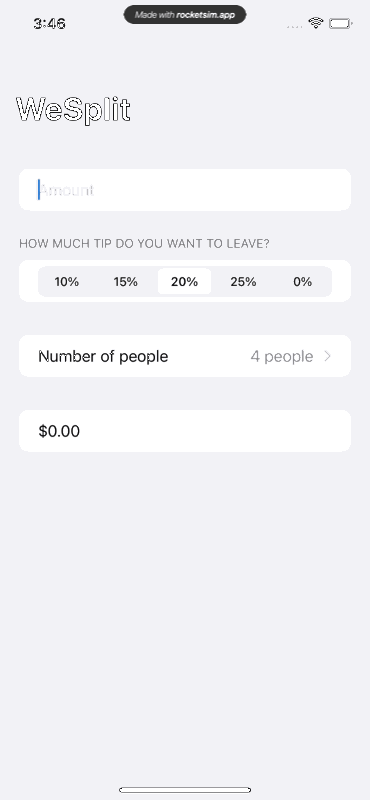 3:46
Made with rocketsim.app
WeSplit
Amount
HOW MUCH TIP DO YOU WANT TO LEAVE?
10% 15% 20% 25% 0%
Number of people 4 people
$0.00